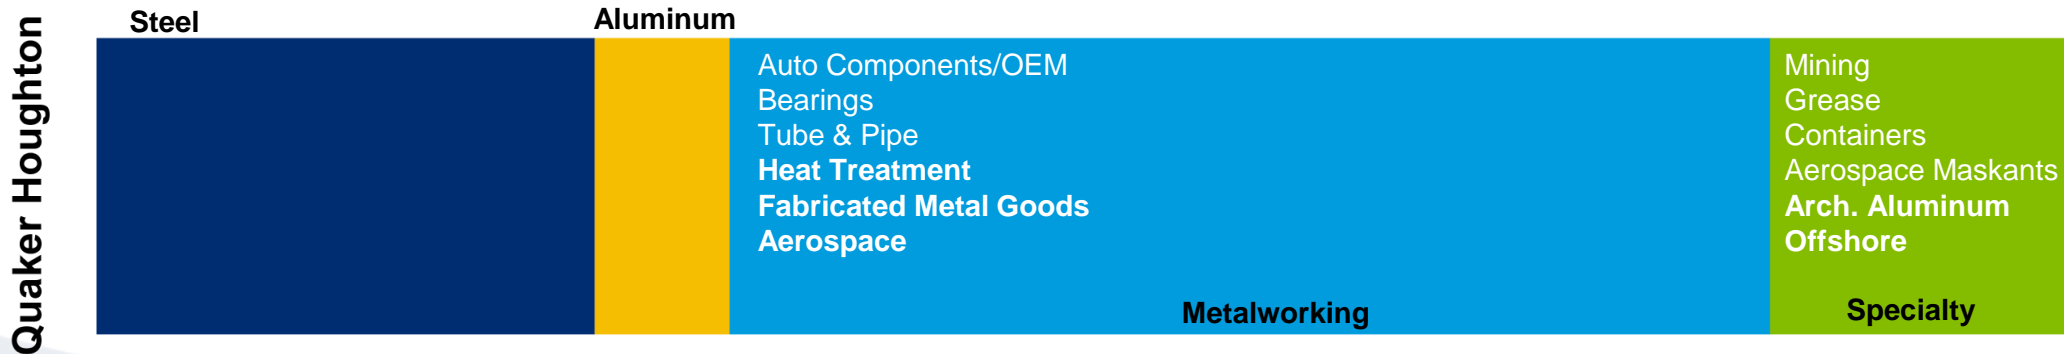 Quaker Houghton
Steel
Aluminum
Auto Components/OEM
Bearings
Tube & Pipe
Heat Treatment
Fabricated Metal Goods
Aerospace
Metalworking
Mining
Grease
Containers
Aerospace Maskants
Arch. Aluminum
Offshore
Specialty